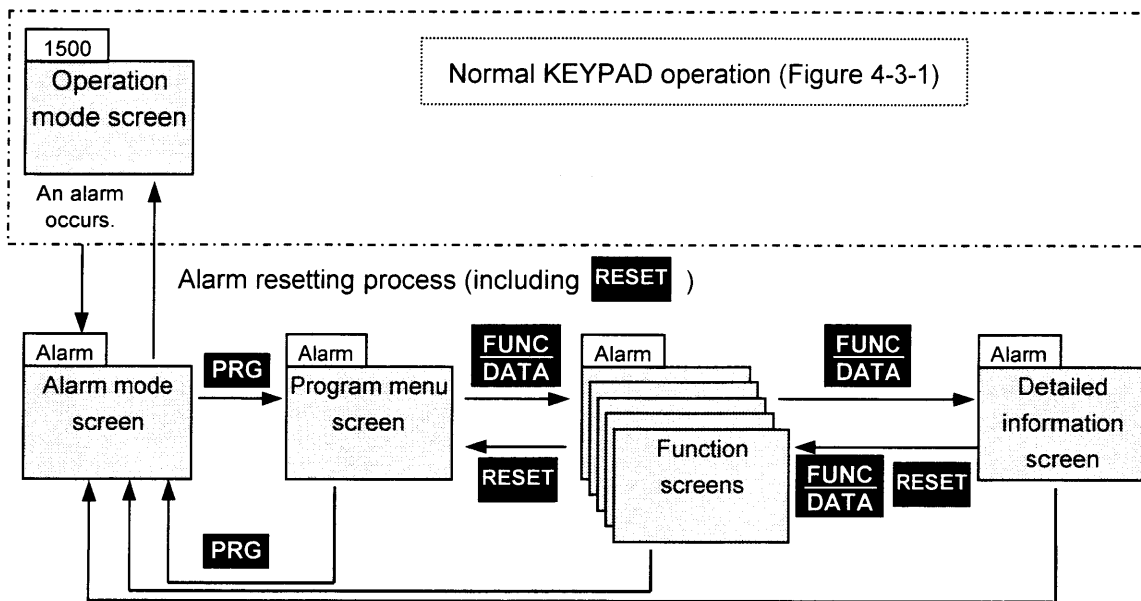 1500
Operation
mode screen
Normal KEYPAD operation (Figure 4-3-1)
An alarm
occurs.
Alarm resetting process (including RESET )
Alarm
Alarm mode
screen
PRG
Alarm
Program menu
screen
FUNC
DATA
RESET
Alarm
Function
screens
FUNC
DATA
FUNC
DATA
RESET
Alarm
Detailed
information
screen
PRG